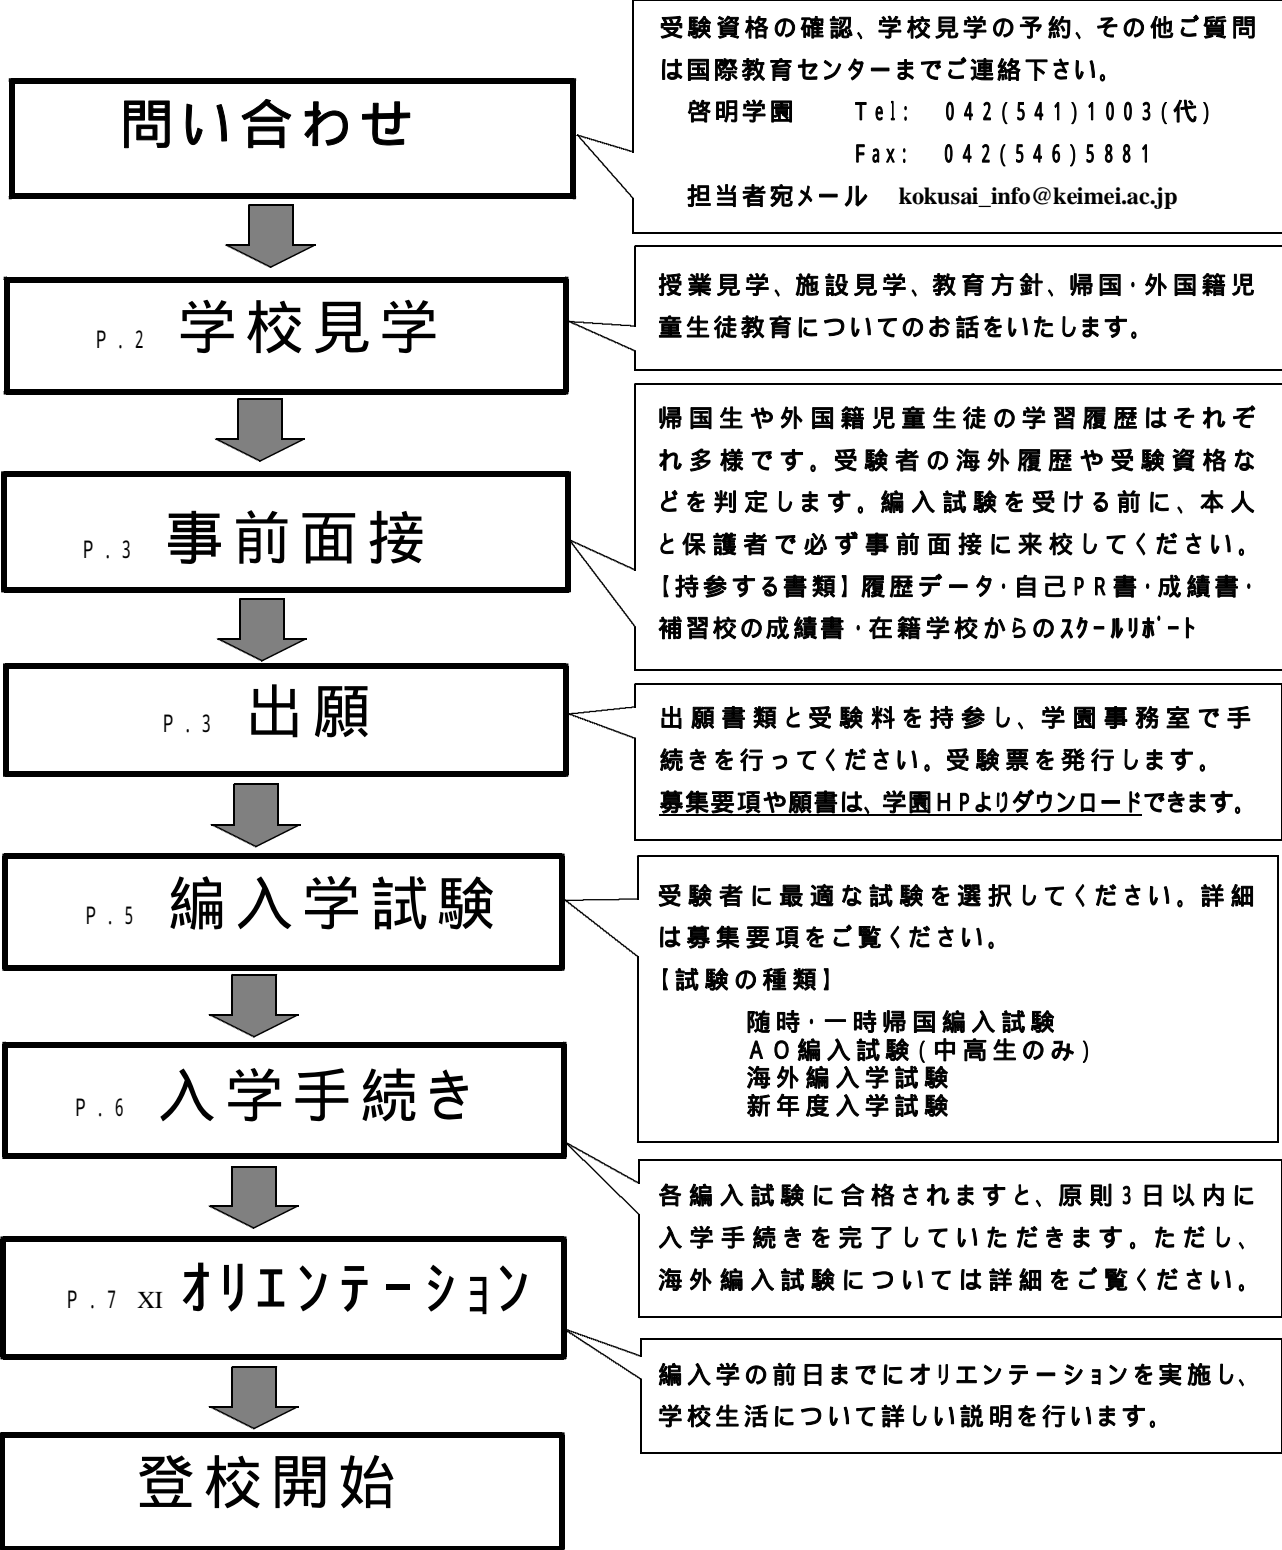 問い合わせ
受験資格の確認、学校見学の予約、その他ご質問
は国際教育センターまでご連絡下さい。
啓明学園 Tel: 042(541)1003(代)
Fax: 042(546)5881
担当者宛メール kokusai_info@keimei.ac.jp
P.2 学校見学
授業見学、施設見学、教育方針、帰国・外国籍児
童生徒教育についてのお話をいたします。
P.3 事前面接
帰国生や外国籍児童生徒の学習履歴はそれぞ
れ多様です。受験者の海外履歴や受験資格な
どを判定します。編入試験を受ける前に、本人
と保護者で必ず事前面接に来校してください。
【持参する書類】履歴データ・自己PR書・成績書・
補習校の成績書・在籍学校からのｽｸｰﾙﾘﾎﾟｰﾄ
P.3 出願
出願書類と受験料を持参し、学園事務室で手
続きを行ってください。受験票を発行します。
募集要項や願書は、学園HPよりダウンロードできます。
P.5 編入学試験
受験者に最適な試験を選択してください。詳細
は募集要項をご覧ください。
【試験の種類】
随時・一時帰国編入試験
AO編入試験(中高生のみ)
海外編入学試験
新年度入学試験
P.6 入学手続き
各編入試験に合格されますと、原則3日以内に
入学手続きを完了していただきます。ただし、
海外編入試験については詳細をご覧ください。
P.7 XI オリエンテーション
編入学の前日までにオリエンテーションを実施し、
学校生活について詳しい説明を行います。
登校開始